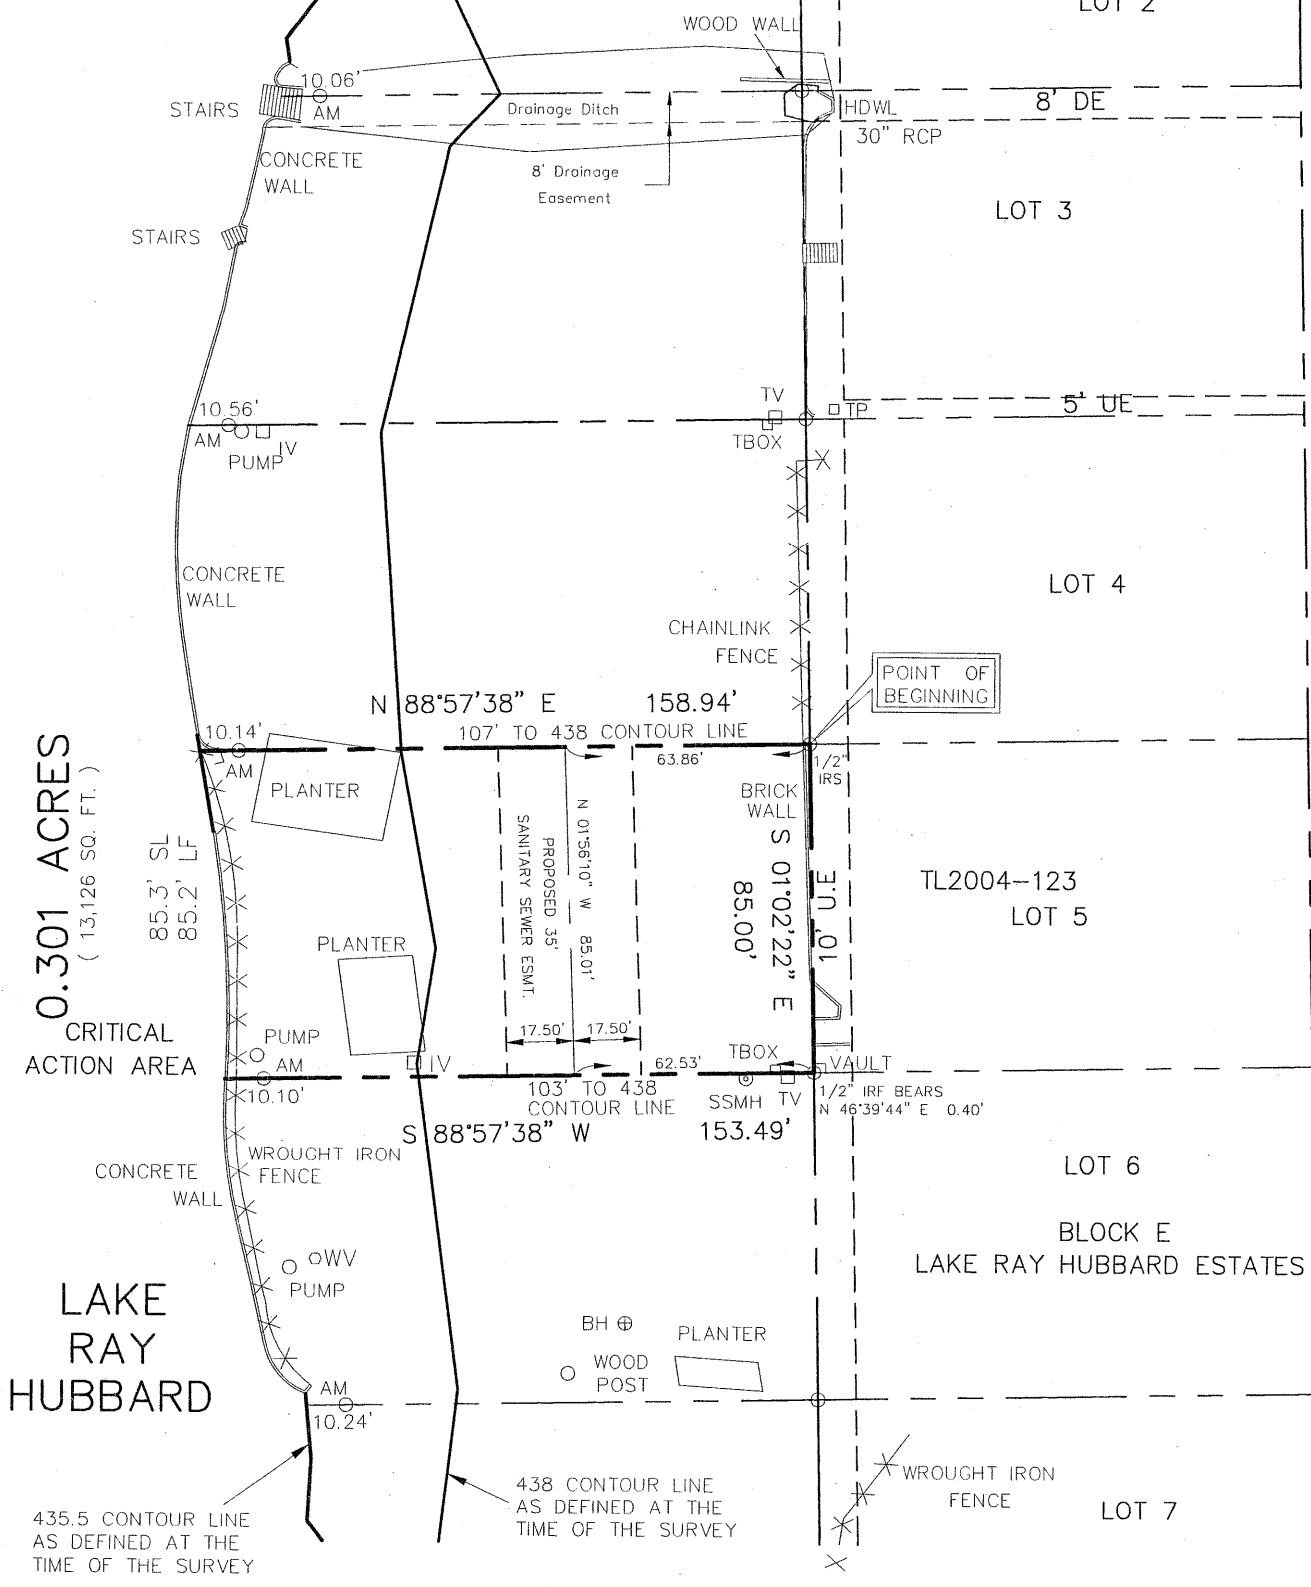 LOT 2
WOOD WALL
10.06'
AM
STAIRS
Drainage Ditch
HDWL
8' DE
30" RCP
CONCRETE
WALL
8' Drainage
Easement
LOT 3
STAIRS
10.56'
AM
PUMP
IV
TV
TBOX
TP
5' UE
CONCRETE
WALL
LOT 4
CHAINLINK
FENCE
POINT OF
BEGINNING
N 88°57'38" E 158.94'
107' TO 438 CONTOUR LINE
10.14'
AM
63.86'
1/2"
IRS
PLANTER
BRICK
WALL
0.301 ACRES
( 13,126 SQ. FT. )
85.3' SL
85.2' LF
PROPOSED 35'
SANITARY SEWER ESMT.
N 01°56'10" W 85.01'
S 01°02'22" E
85.00'
10' U.E
TL2004-123
LOT 5
PLANTER
CRITICAL
ACTION AREA
PUMP
AM
10.10'
IV
17.50'
17.50'
62.53'
TBOX
VAULT
103' TO 438
CONTOUR LINE
SSMH
TV
1/2" IRF BEARS
N 46°39'44" E 0.40'
S 88°57'38" W 153.49'
WROUGHT IRON
FENCE
CONCRETE
WALL
LOT 6
BLOCK E
LAKE RAY HUBBARD ESTATES
WV
PUMP
LAKE
RAY
HUBBARD
BH
PLANTER
WOOD
POST
AM
10.24'
WROUGHT IRON
FENCE
LOT 7
438 CONTOUR LINE
AS DEFINED AT THE
TIME OF THE SURVEY
435.5 CONTOUR LINE
AS DEFINED AT THE
TIME OF THE SURVEY